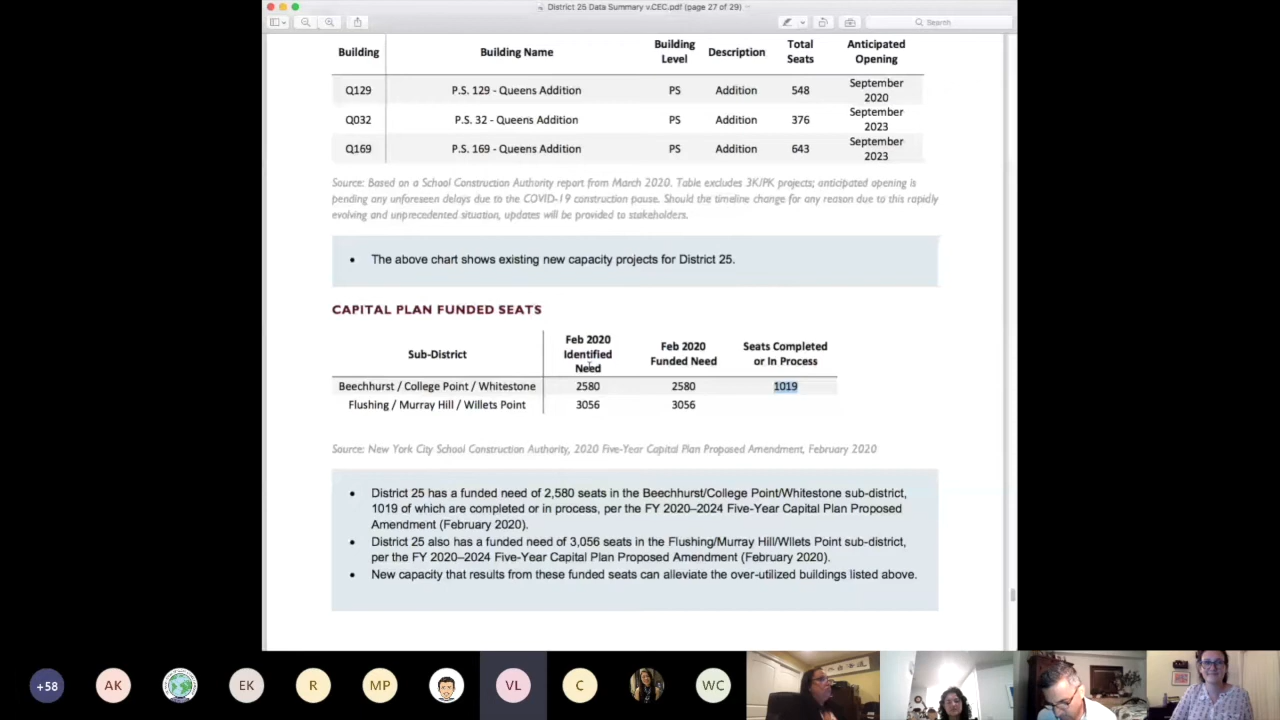 District 25 Data Summary v.CEC.pdf (page 27 of 29)
Search
Building Building Name Building Level Description Total Seats Anticipated Opening
Q129 P.S. 129 - Queens Addition PS Addition 548 September 2020
Q032 P.S. 32 - Queens Addition PS Addition 376 September 2023
Q169 P.S. 169 - Queens Addition PS Addition 643 September 2023
Source: Based on a School Construction Authority report from March 2020. Table excludes 3K/PK projects; anticipated opening is
pending any unforeseen delays due to the COVID-19 construction pause. Should the timeline change for any reason due to this rapidly
evolving and unprecedented situation, updates will be provided to stakeholders.
• The above chart shows existing new capacity projects for District 25.
CAPITAL PLAN FUNDED SEATS
Sub-District Feb 2020 Identified Need Feb 2020 Funded Need Seats Completed or In Process
Beechhurst / College Point / Whitestone 2580 2580 1019
Flushing / Murray Hill / Willets Point 3056 3056
Source: New York City School Construction Authority, 2020 Five-Year Capital Plan Proposed Amendment, February 2020
• District 25 has a funded need of 2,580 seats in the Beechhurst/College Point/Whitestone sub-district,
1019 of which are completed or in process, per the FY 2020–2024 Five-Year Capital Plan Proposed
Amendment (February 2020).
• District 25 also has a funded need of 3,056 seats in the Flushing/Murray Hill/Wllets Point sub-district,
per the FY 2020–2024 Five-Year Capital Plan Proposed Amendment (February 2020).
• New capacity that results from these funded seats can alleviate the over-utilized buildings listed above.
+58 AK EK R MP VL C WC